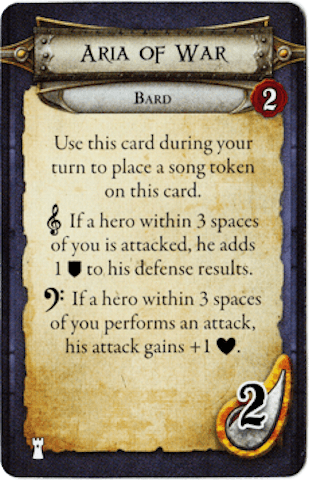 ARIA OF WAR
BARD
2
Use this card during your
turn to place a song token
on this card.
If a hero within 3 spaces
of you is attacked, he adds
1 to his defense results.
If a hero within 3 spaces
of you performs an attack,
his attack gains +1 .
2